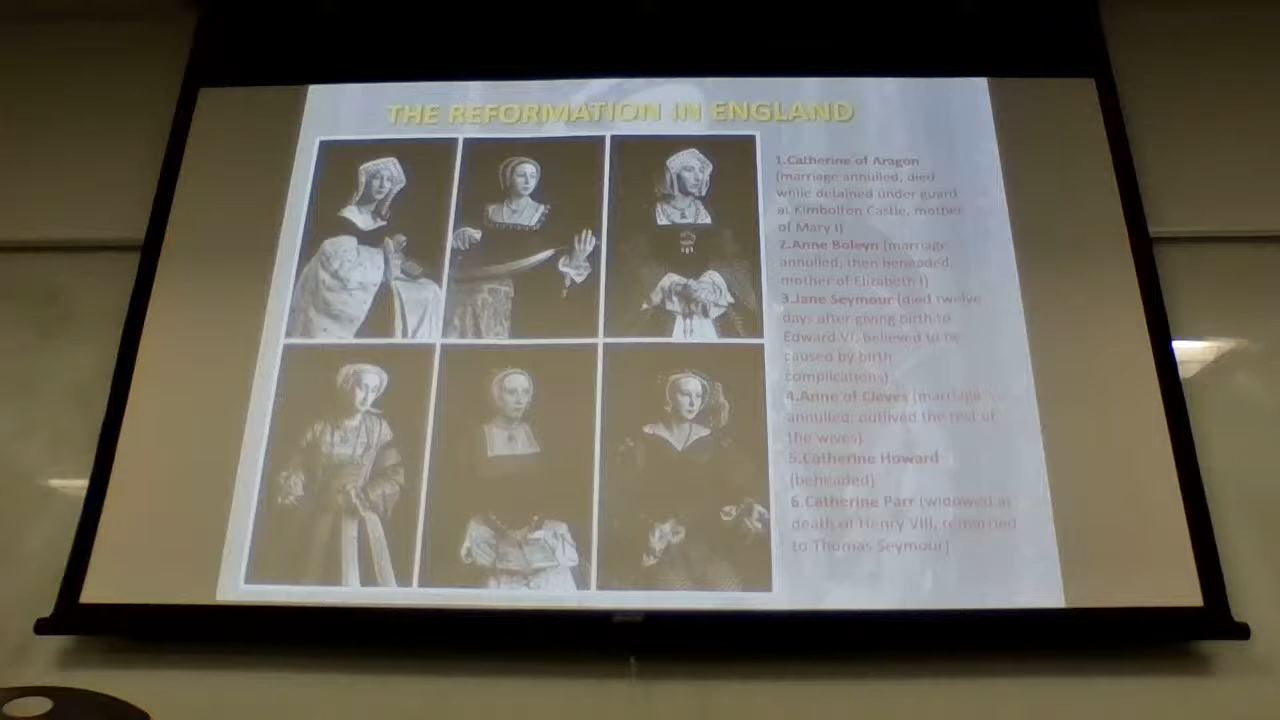 THE REFORMATION IN ENGLAND
1.Catherine of Aragon
(marriage annulled, died
while detained under guard
at Kimbolton Castle, mother
of Mary I)
2.Anne Boleyn (marriage
annulled, then beheaded,
mother of Elizabeth I)
3.Jane Seymour (died twelve
days after giving birth to
Edward VI, believed to be
caused by birth
complications)
4.Anne of Cleves (marriage
annulled, outlived the rest of
the wives)
5.Catherine Howard
(beheaded)
6.Catherine Parr (widowed at
death of Henry VIII, remarried
to Thomas Seymour)